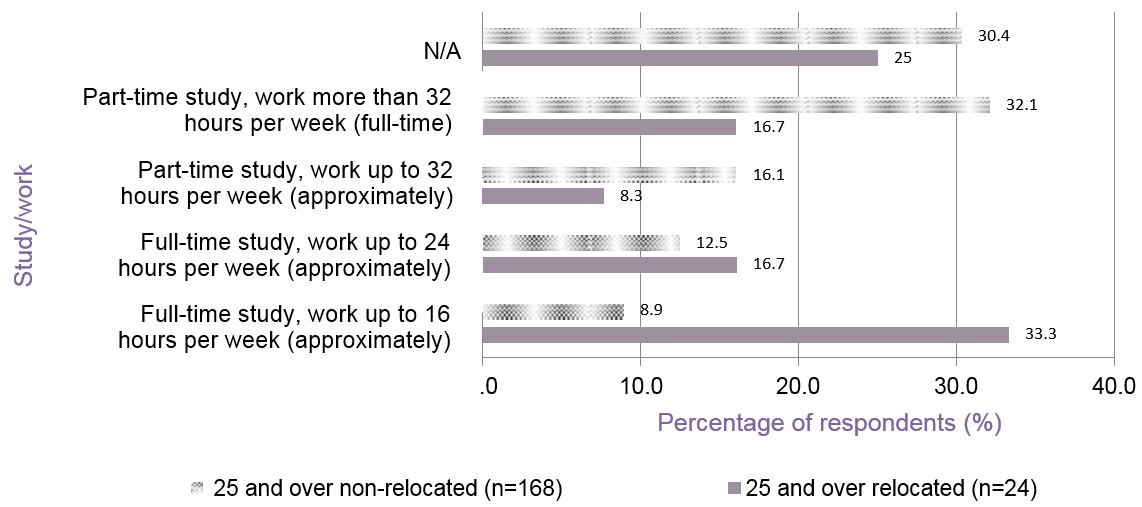 N/A
30.4
25
Part-time study, work more than 32
hours per week (full-time)
32.1
16.7
Part-time study, work up to 32
hours per week (approximately)
16.1
8.3
Full-time study, work up to 24
hours per week (approximately)
12.5
16.7
Full-time study, work up to 16
hours per week (approximately)
8.9
33.3
Study/work
.0 10.0 20.0 30.0 40.0
Percentage of respondents (%)
25 and over non-relocated (n=168) 25 and over relocated (n=24)